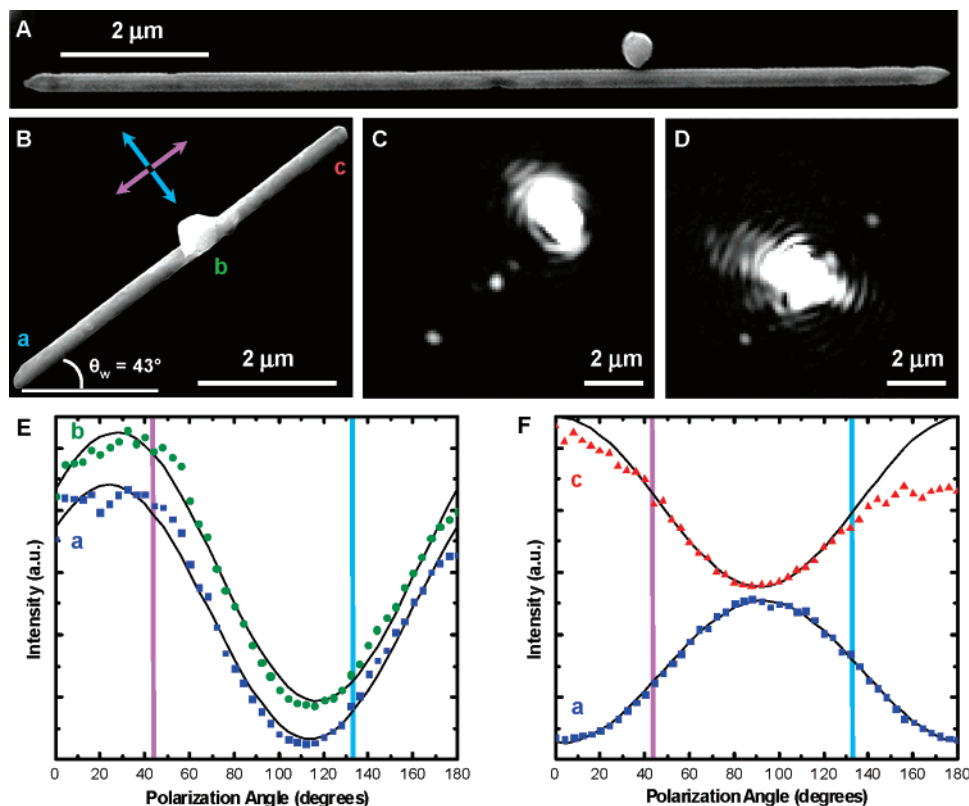 A
2 μm
B
a
b
c
θw = 43°
2 μm
C
2 μm
D
2 μm
E
b
a
Intensity (a.u.)
0 20 40 60 80 100 120 140 160 180
Polarization Angle (degrees)
F
c
a
Intensity (a.u.)
0 20 40 60 80 100 120 140 160 180
Polarization Angle (degrees)